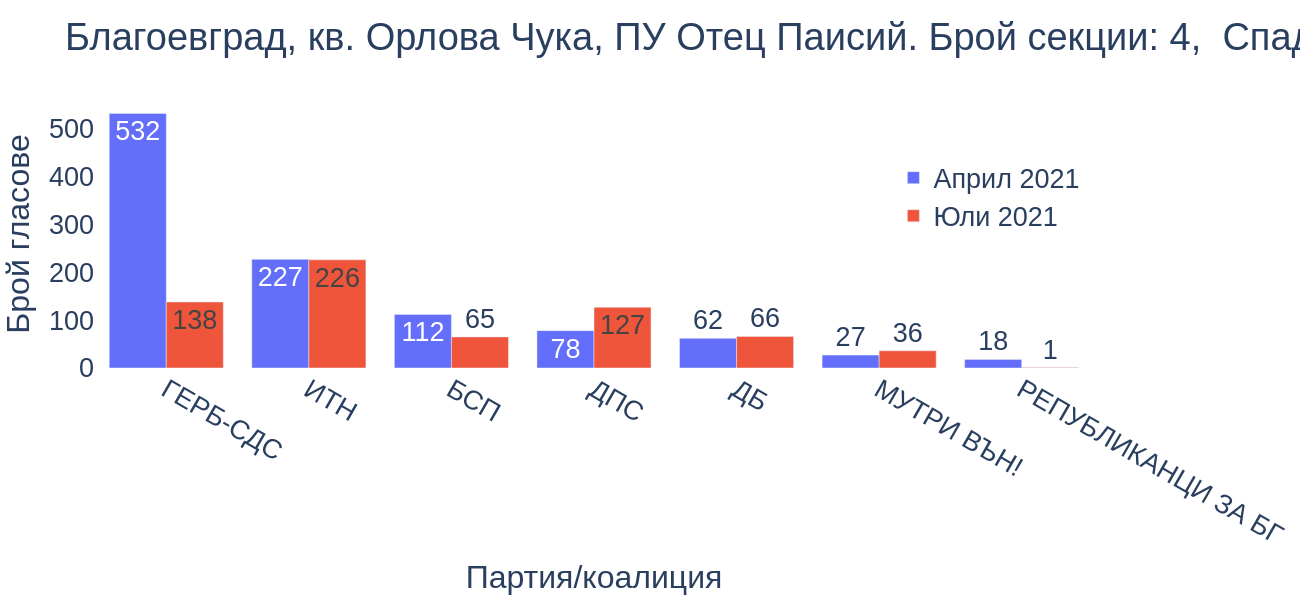 Благоевград, кв. Орлова Чука, ПУ Отец Паисий. Брой секции: 4,
Брой гласове
500
400
300
200
100
0
532
138
227
226
112
65
78
127
62
66
27
36
18
1
Април 2021
Юли 2021
ГЕРБ-СДС
ИТН
БСП
ДПС
ДБ
МУТРИ ВЪН!
РЕПУБЛИКАНЦИ ЗА БГ
Партия/коалиция